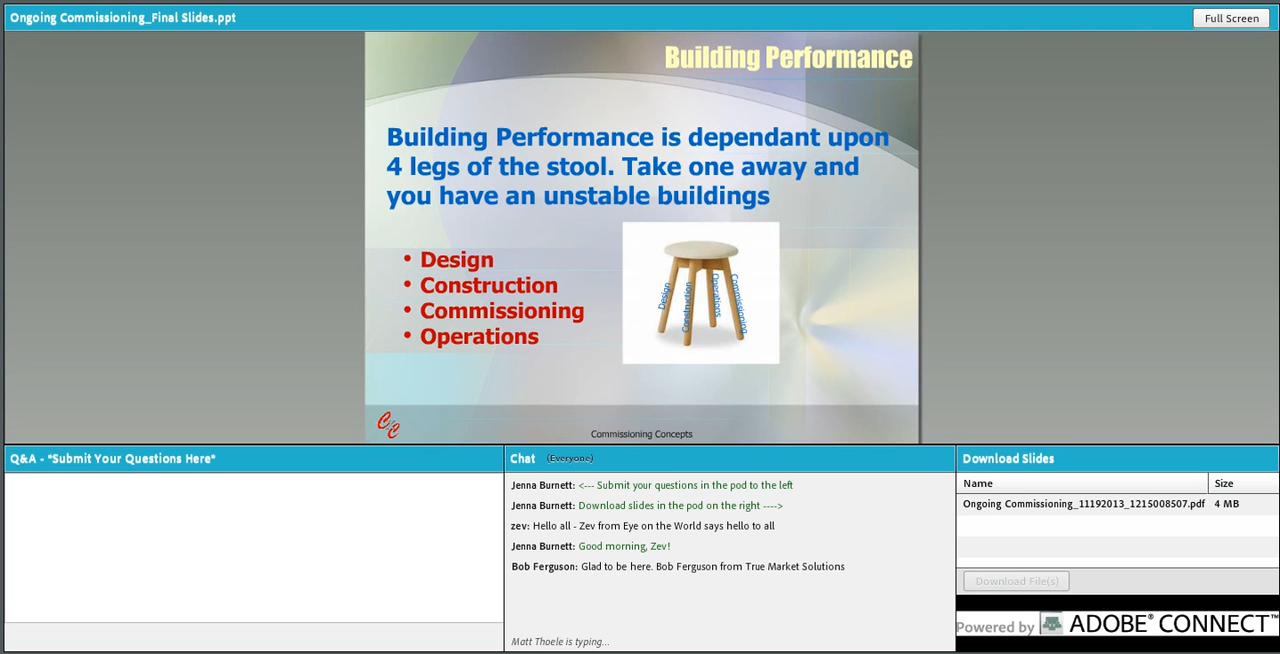 Ongoing Commissioning_Final Slides.ppt
Full Screen
Building Performance
Building Performance is dependant upon
4 legs of the stool. Take one away and
you have an unstable buildings
• Design
• Construction
• Commissioning
• Operations
Design
Construction
Operations
Commissioning
CC
Commissioning Concepts
Q&A - *Submit Your Questions Here*
Chat (Everyone)
Jenna Burnett: <--- Submit your questions in the pod to the left
Jenna Burnett: Download slides in the pod on the right ---->
zev: Hello all - Zev from Eye on the World says hello to all
Jenna Burnett: Good morning, Zev!
Bob Ferguson: Glad to be here. Bob Ferguson from True Market Solutions
Matt Thoele is typing...
Download Slides
Name Size
Ongoing Commissioning_11192013_1215008507.pdf 4 MB
Download File(s)
Powered by ADOBE® CONNECT™